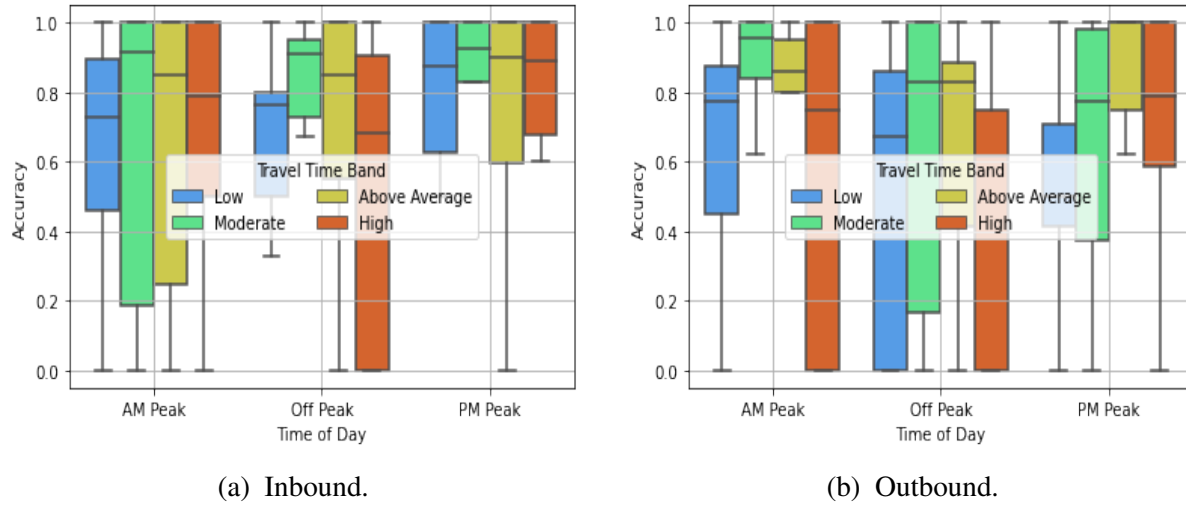 1.0
0.8
0.6
0.4
0.2
0.0
Accuracy
Travel Time Band
Low
Above Average
Moderate
High
AM Peak
Off Peak
PM Peak
Time of Day
(a) Inbound.
1.0
0.8
0.6
0.4
0.2
0.0
Accuracy
Travel Time Band
Low
Above Average
Moderate
High
AM Peak
Off Peak
PM Peak
Time of Day
(b) Outbound.